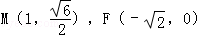 M (1, √6/2) , F (-√2, 0)